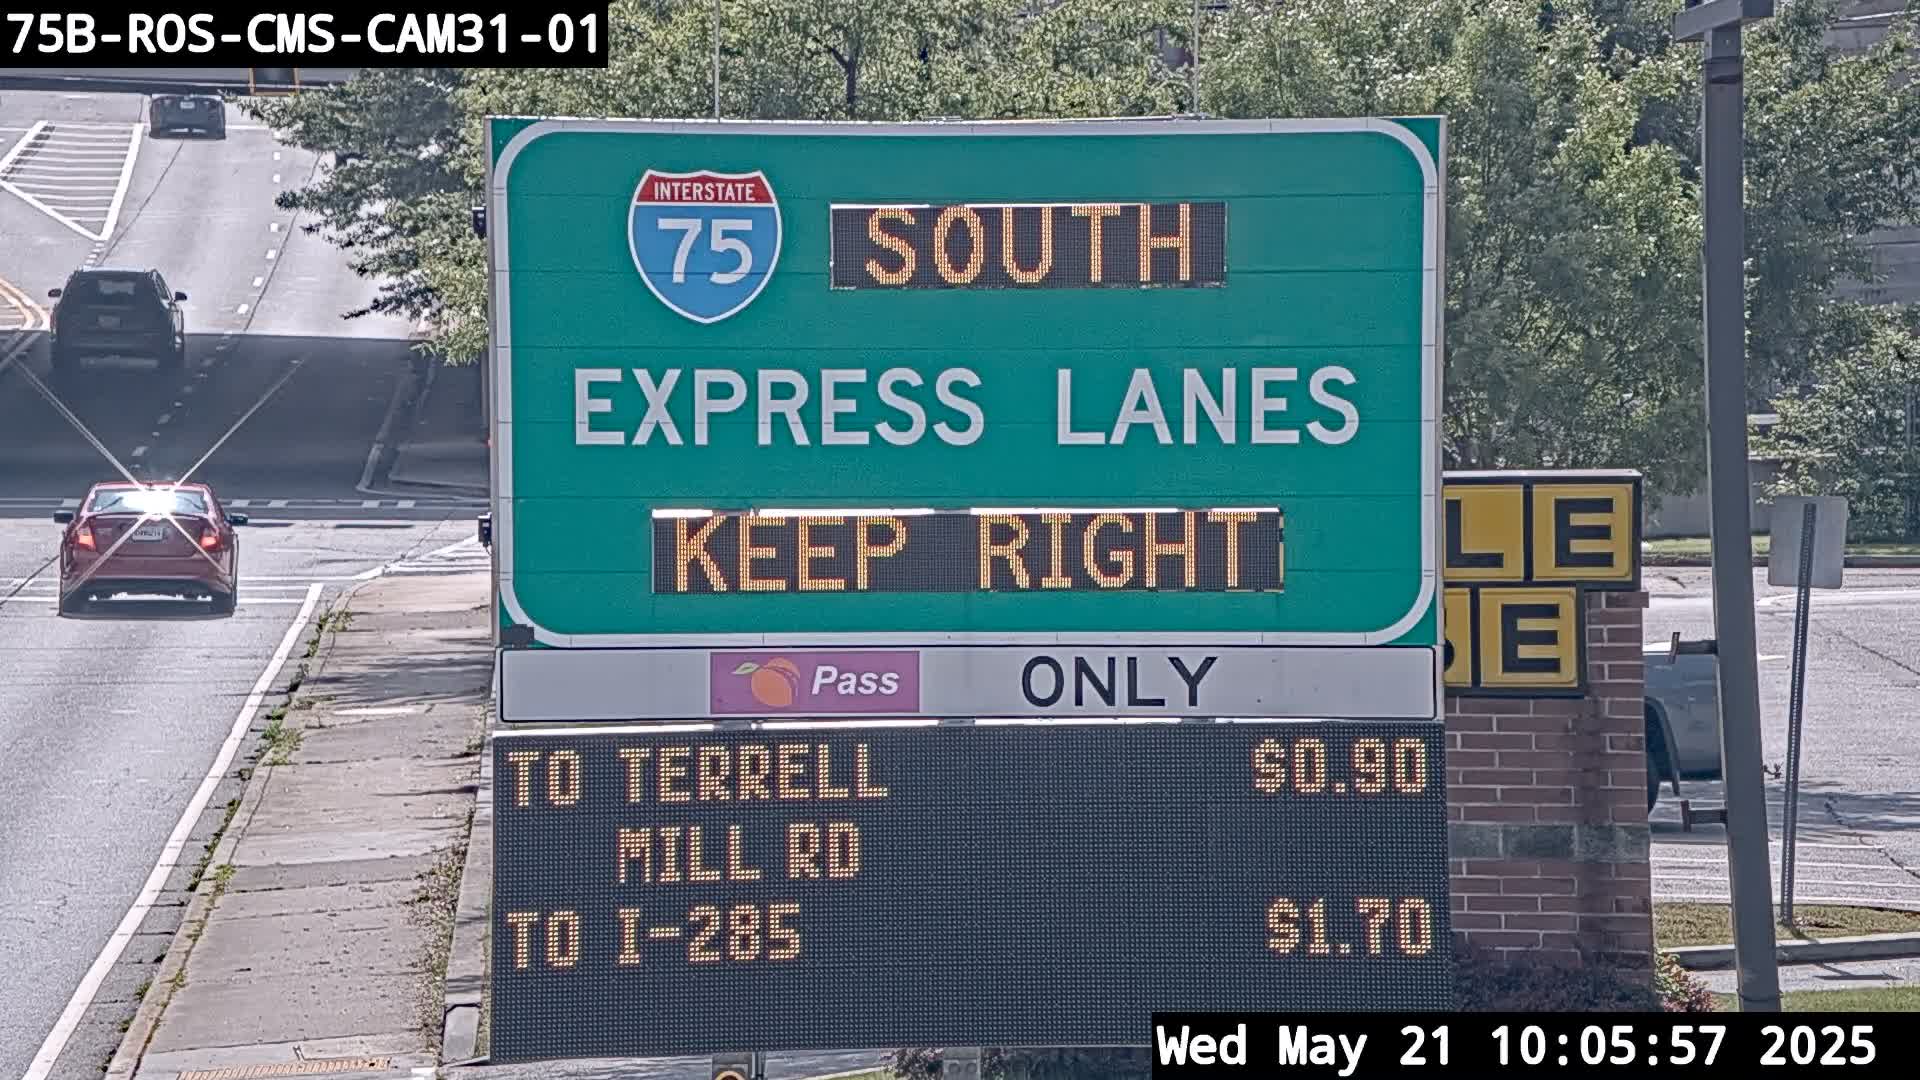 75B-ROS-CMS-CAM31-01
INTERSTATE
75
SOUTH
EXPRESS LANES
KEEP RIGHT
Pass ONLY
TO TERRELL $0.90
MILL RD
TO I-285 $1.70
LE
E
Wed May 21 10:05:57 2025